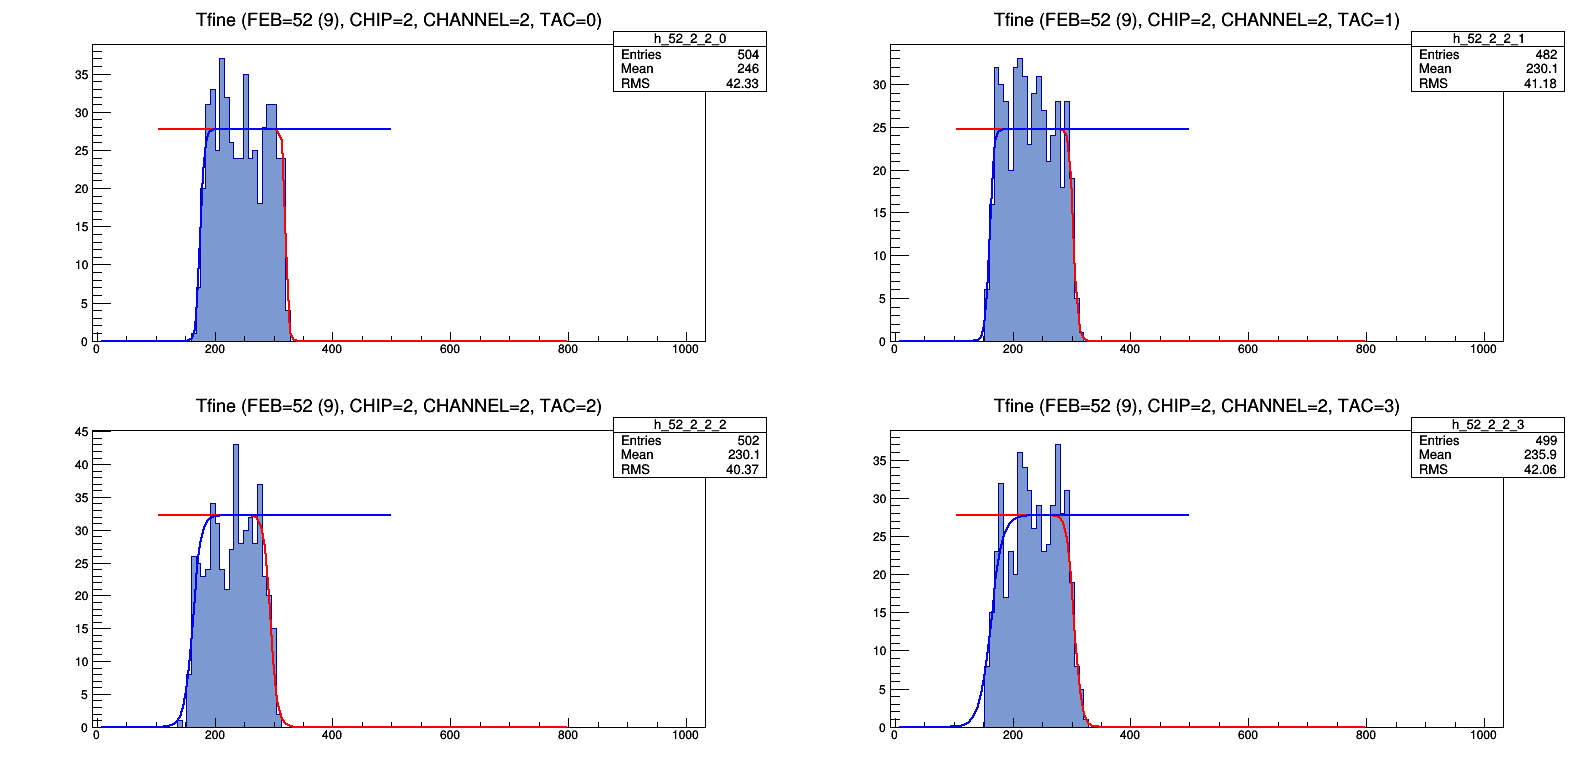 Tfine (FEB=52 (9), CHIP=2, CHANNEL=2, TAC=0)
h_52_2_2_0
Entries 504
Mean 246
RMS 42.33
35
30
25
20
15
10
5
0
0 200 400 600 800 1000
Tfine (FEB=52 (9), CHIP=2, CHANNEL=2, TAC=1)
h_52_2_2_1
Entries 482
Mean 230.1
RMS 41.18
30
25
20
15
10
5
0
0 200 400 600 800 1000
Tfine (FEB=52 (9), CHIP=2, CHANNEL=2, TAC=2)
h_52_2_2_2
Entries 502
Mean 230.1
RMS 40.37
45
40
35
30
25
20
15
10
5
0
0 200 400 600 800 1000
Tfine (FEB=52 (9), CHIP=2, CHANNEL=2, TAC=3)
h_52_2_2_3
Entries 499
Mean 235.9
RMS 42.06
35
30
25
20
15
10
5
0
0 200 400 600 800 1000